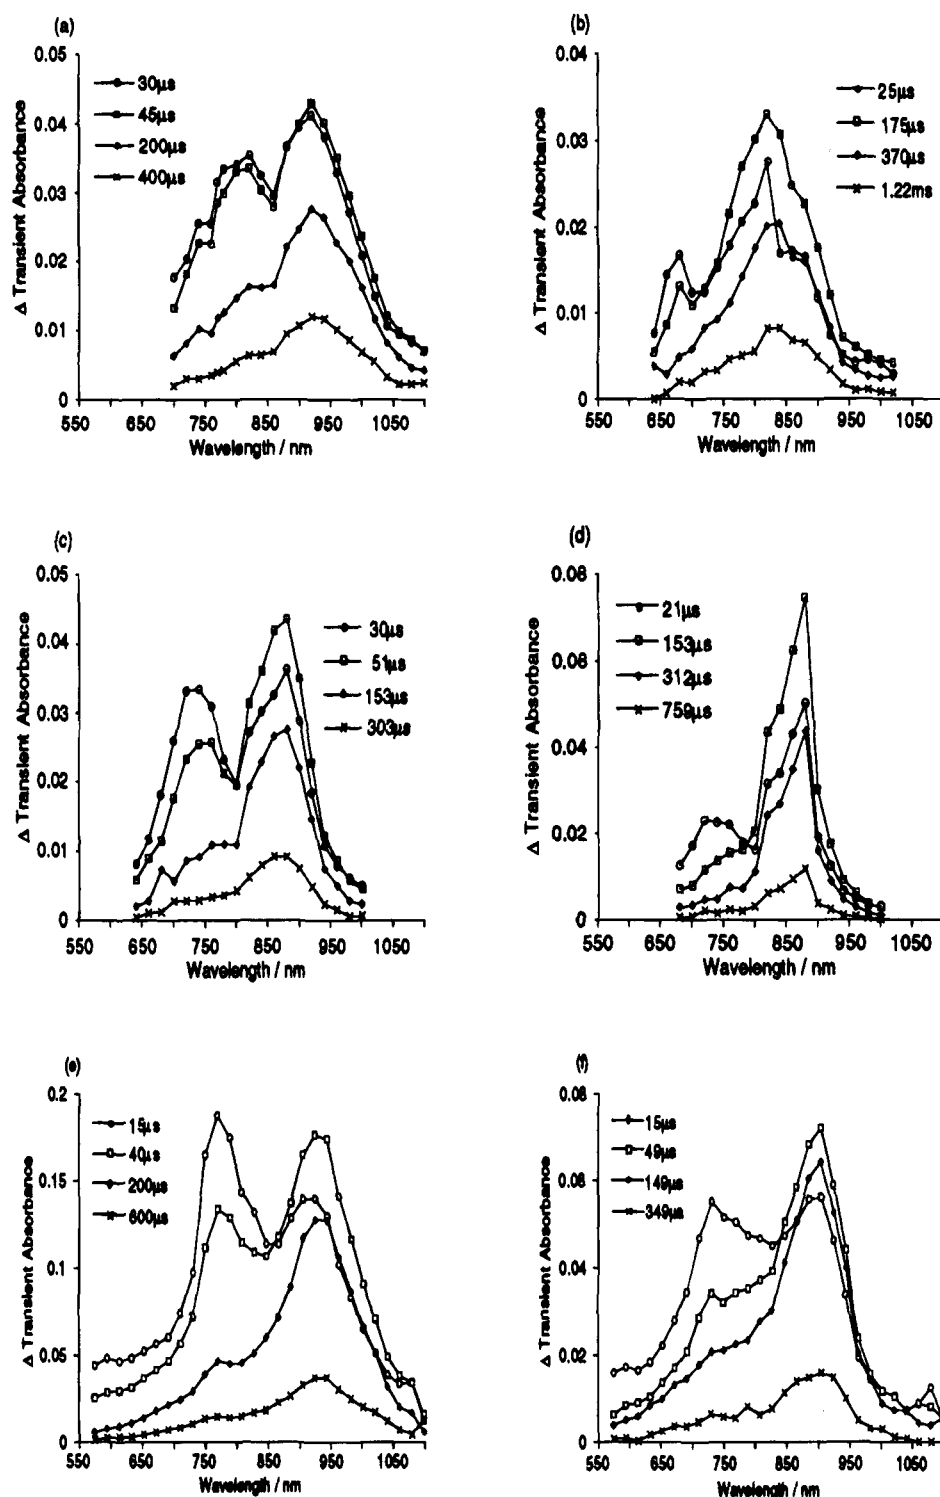 (a)
Δ Transient Absorbance
0.05
0.04
0.03
0.02
0.01
0
30µs
45µs
200µs
400µs
550 650 750 850 950 1050
Wavelength / nm
(b)
Δ Transient Absorbance
0.04
0.03
0.02
0.01
0
25µs
175µs
370µs
1.22ms
550 650 750 850 950 1050
Wavelength / nm
(c)
Δ Transient Absorbance
0.05
0.04
0.03
0.02
0.01
0
30µs
51µs
153µs
303µs
550 650 750 850 950 1050
Wavelength / nm
(d)
Δ Transient Absorbance
0.08
0.06
0.04
0.02
0
21µs
153µs
312µs
759µs
550 650 750 850 950 1050
Wavelength / nm
(e)
Δ Transient Absorbance
0.2
0.15
0.1
0.05
0
15µs
40µs
200µs
600µs
550 650 750 850 950 1050
Wavelength / nm
(f)
Δ Transient Absorbance
0.08
0.06
0.04
0.02
0
15µs
49µs
149µs
349µs
550 650 750 850 950 1050
Wavelength / nm